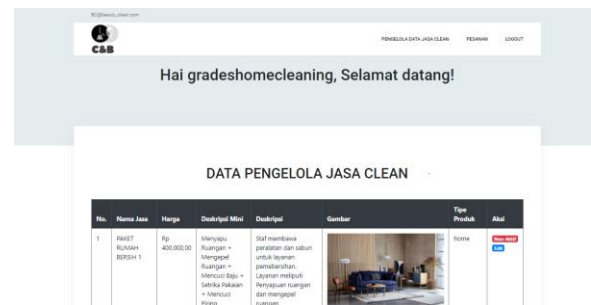 C&B
PENGELOLA DATA JASA CLEAN PESANAN LOGOUT
Hai gradeshomecleaning, Selamat datang!
DATA PENGELOLA JASA CLEAN
No. Nama Jasa Harga Deskripsi Mini Deskripsi Gambar Tipe Produk Aksi
1 PAKET RUMAH BERSIH 1
Rp 400.000,00
Menyapu
Ruangan +
Mengepel
Ruangan +
Mencuci Baju +
Setrika Pakaian
+ Mencuci
Piring
Staf membawa
peralatan dan sabun
untuk layanan
pembersihan.
Layanan meliputi
Penyapuan ruangan
dan mengepel
ruangan
home
Non-Aktif
Edit